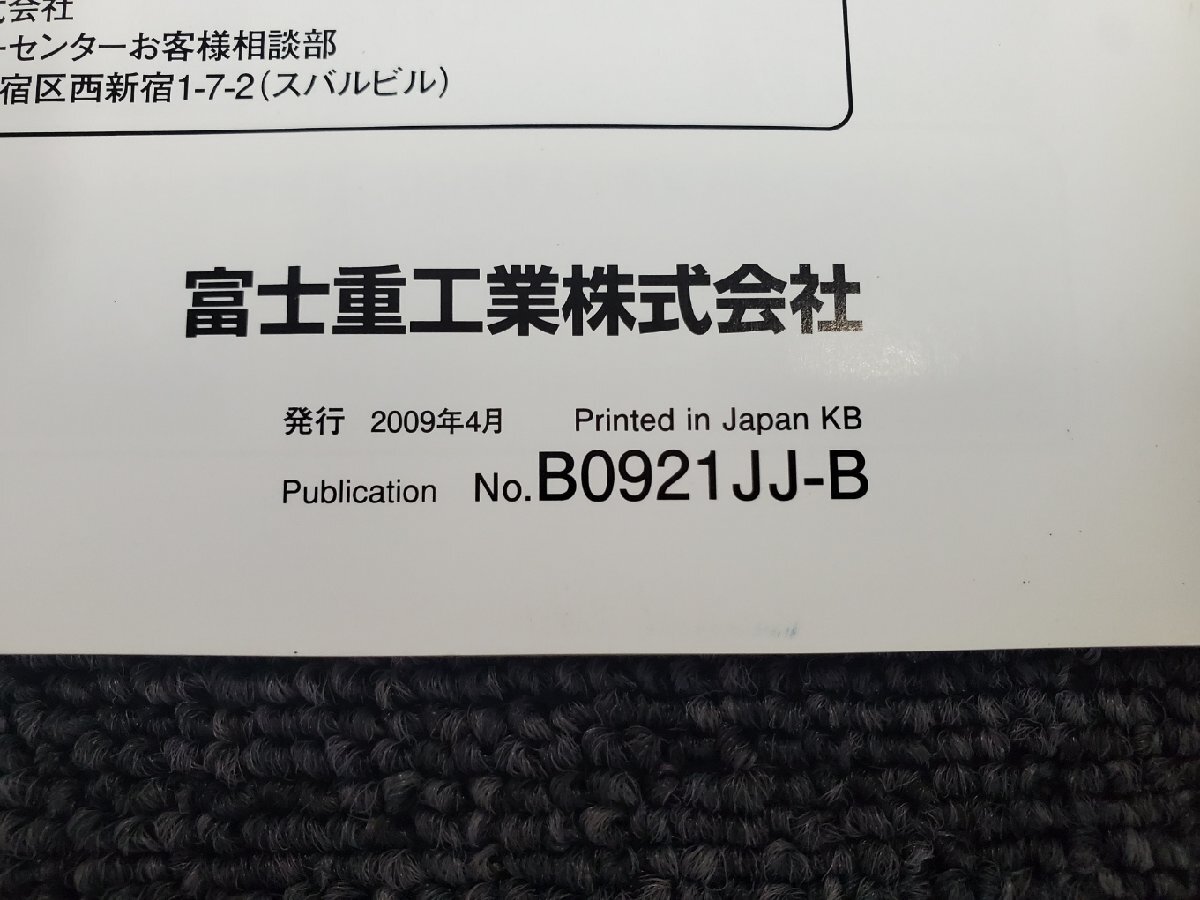 式会社
ーセンターお客様相談部
宿区西新宿1-7-2(スバルビル)
富士重工業株式会社
発行 2009年4月 Printed in Japan KB
Publication No.B0921JJ-B